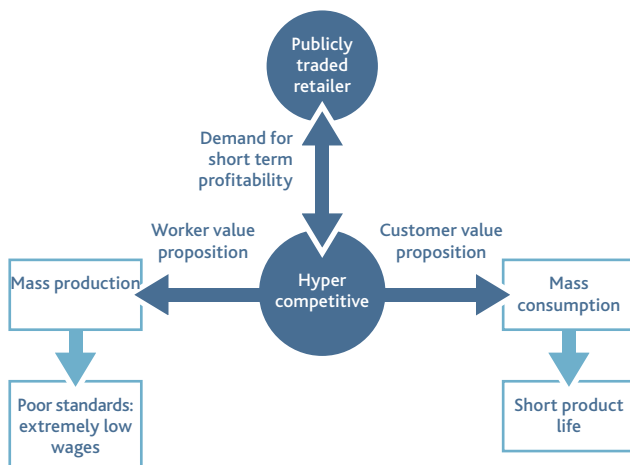 Publicly
traded
retailer
Demand for
short term
profitability
Worker value
proposition
Customer value
proposition
Mass production
Hyper
competitive
Mass
consumption
Poor standards:
extremely low
wages
Short product
life